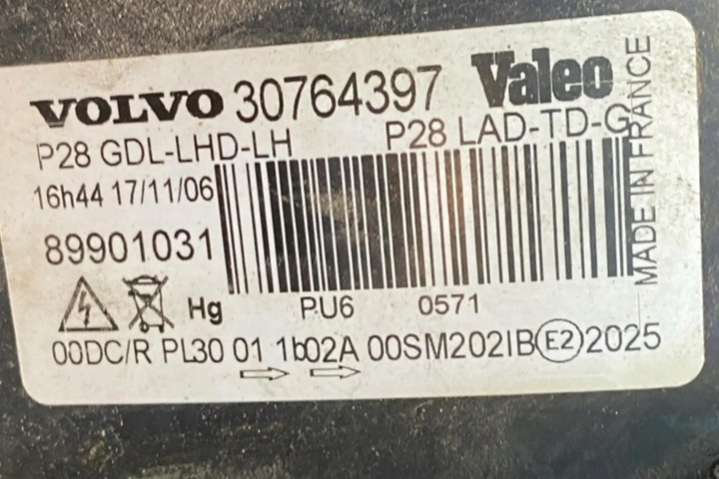 VOLVO 30764397 Valeo
P28 GDL-LHD-LH P28 LAD-TD-G
16h44 17/11/06
89901031
Hg PU6 0571
00DC/R PL30 01 1b02A 00SM202IB E2 2025
MADE IN FRANCE